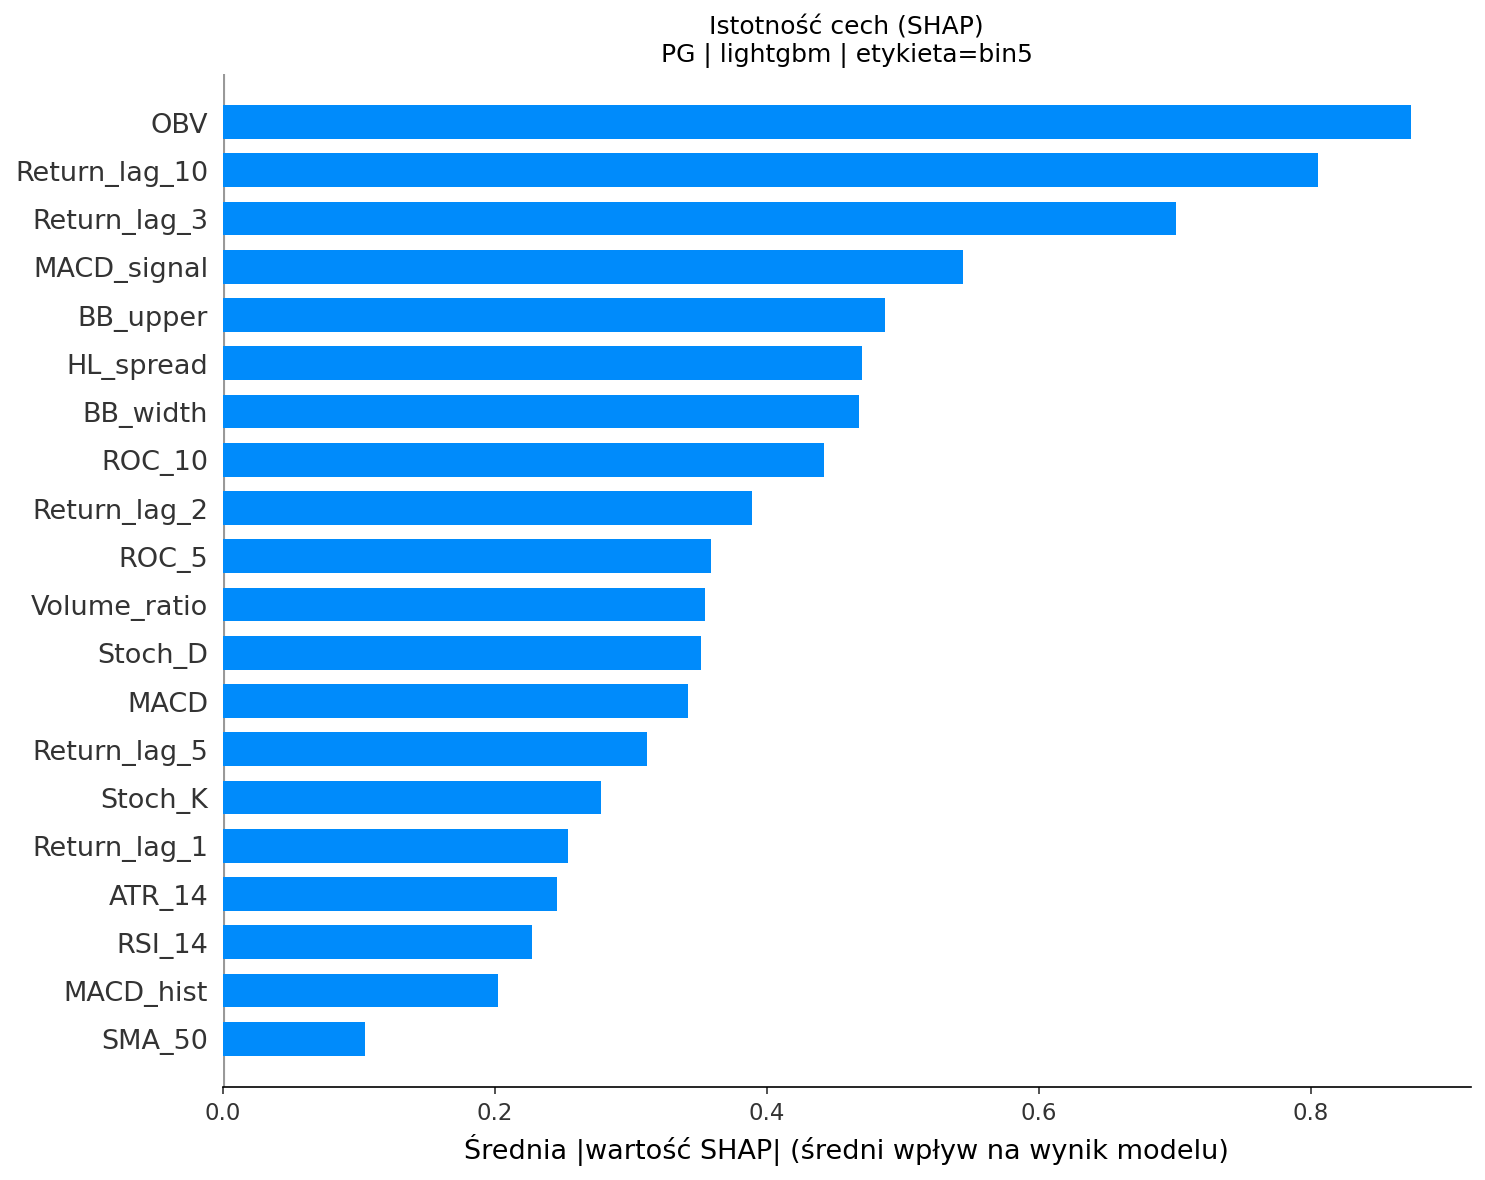 Istotność cech (SHAP)
PG | lightgbm | etykieta=bin5
OBV
Return_lag_10
Return_lag_3
MACD_signal
BB_upper
HL_spread
BB_width
ROC_10
Return_lag_2
ROC_5
Volume_ratio
Stoch_D
MACD
Return_lag_5
Stoch_K
Return_lag_1
ATR_14
RSI_14
MACD_hist
SMA_50
0.0 0.2 0.4 0.6 0.8
Średnia |wartość SHAP| (średni wpływ na wynik modelu)